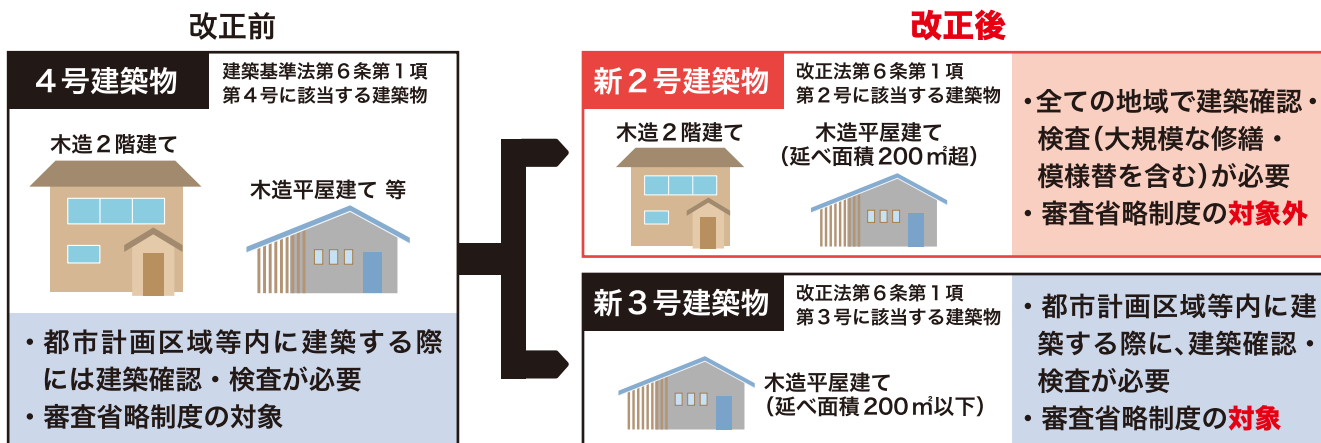 改正前
4号建築物
建築基準法第6条第1項
第4号に該当する建築物
木造2階建て
木造平屋建て 等
・都市計画区域等内に建築する際
には建築確認・検査が必要
・審査省略制度の対象
改正後
新2号建築物
改正法第6条第1項
第2号に該当する建築物
木造2階建て
木造平屋建て
(延べ面積200㎡超)
・全ての地域で建築確認・
検査(大規模な修繕・
模様替を含む)が必要
・審査省略制度の対象外
新3号建築物
改正法第6条第1項
第3号に該当する建築物
木造平屋建て
(延べ面積200㎡以下)
・都市計画区域等内に建
築する際に、建築確認・
検査が必要
・審査省略制度の対象